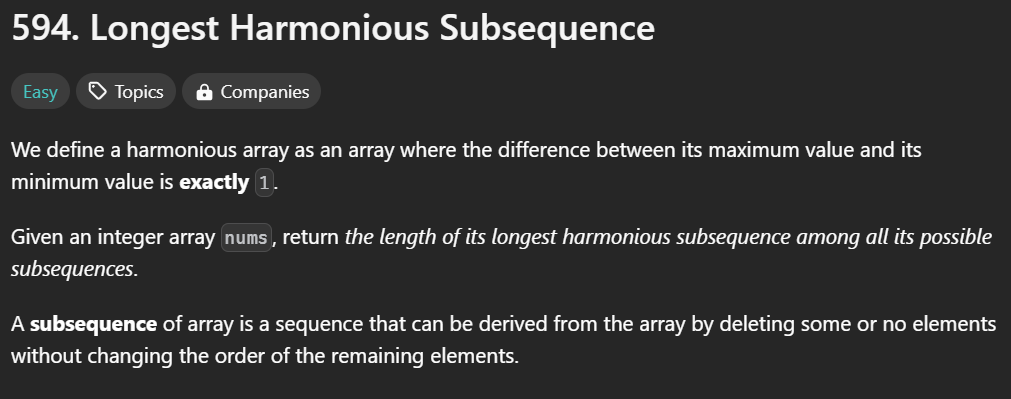 594. Longest Harmonious Subsequence
Easy Topics Companies
We define a harmonious array as an array where the difference between its maximum value and its
minimum value is exactly 1.
Given an integer array nums, return the length of its longest harmonious subsequence among all its possible
subsequences.
A subsequence of array is a sequence that can be derived from the array by deleting some or no elements
without changing the order of the remaining elements.